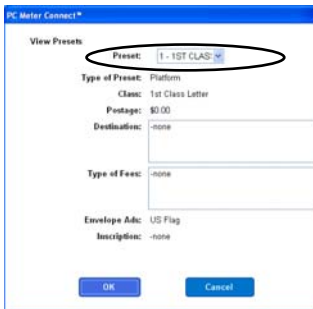 PC Meter Connect™
View Presets
Preset: 1 - 1ST CLAS
Type of Preset: Platform
Class: 1st Class Letter
Postage: $0.00
Destination: -none
Type of Fees: -none
Envelope Ads: US Flag
Inscription: -none
OK Cancel